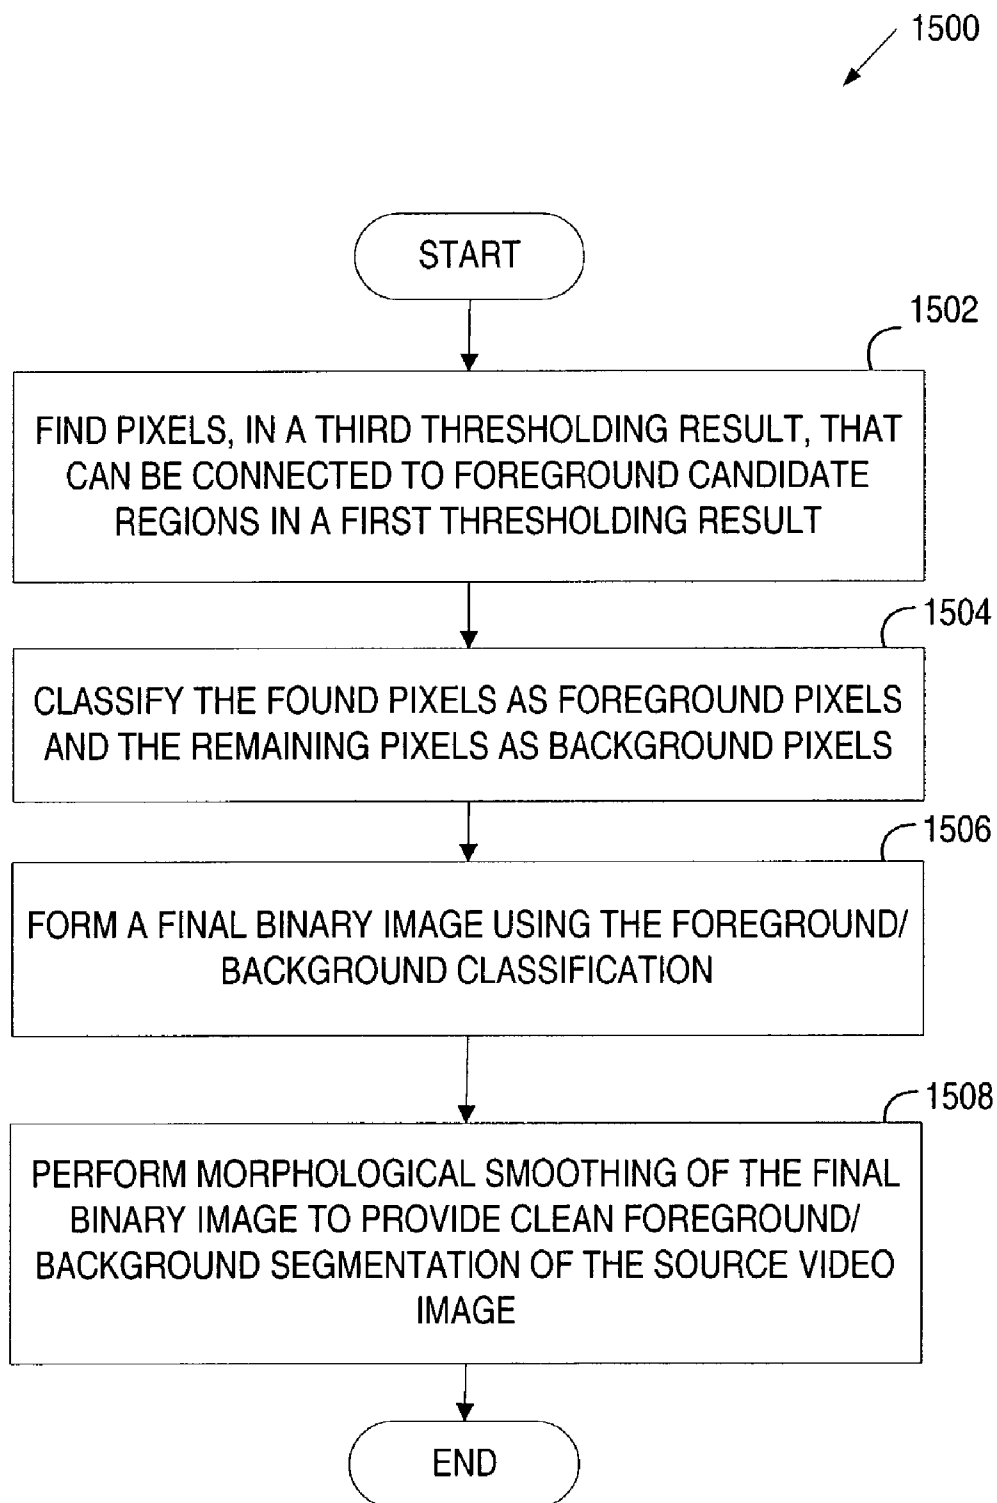 1500
START
1502
FIND PIXELS, IN A THIRD THRESHOLDING RESULT, THAT
CAN BE CONNECTED TO FOREGROUND CANDIDATE
REGIONS IN A FIRST THRESHOLDING RESULT
1504
CLASSIFY THE FOUND PIXELS AS FOREGROUND PIXELS
AND THE REMAINING PIXELS AS BACKGROUND PIXELS
1506
FORM A FINAL BINARY IMAGE USING THE FOREGROUND/
BACKGROUND CLASSIFICATION
1508
PERFORM MORPHOLOGICAL SMOOTHING OF THE FINAL
BINARY IMAGE TO PROVIDE CLEAN FOREGROUND/
BACKGROUND SEGMENTATION OF THE SOURCE VIDEO
IMAGE
END